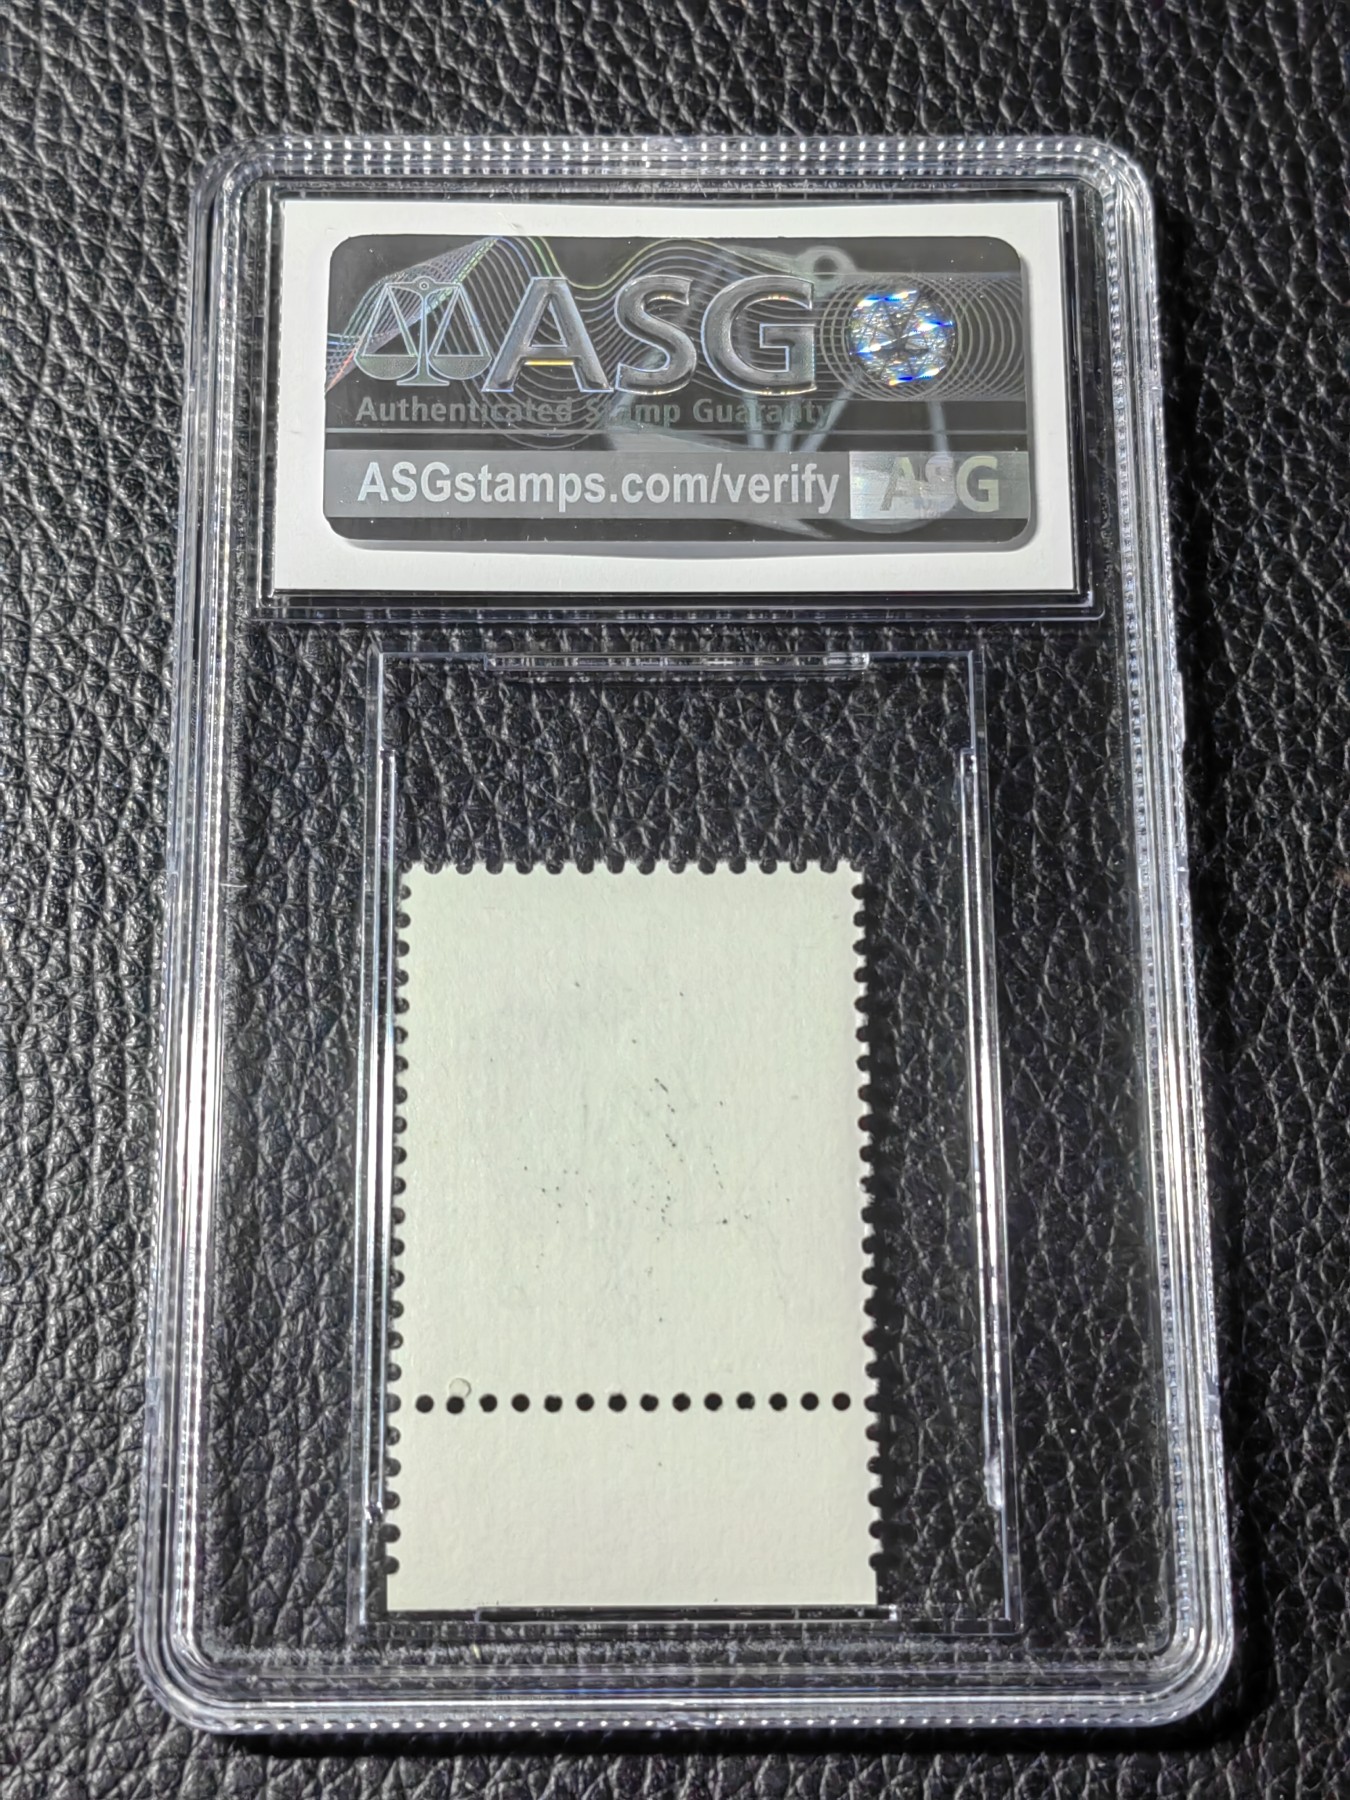 ASG
Authenticated Stamp Guaranty
ASGstamps.com/verify ASG